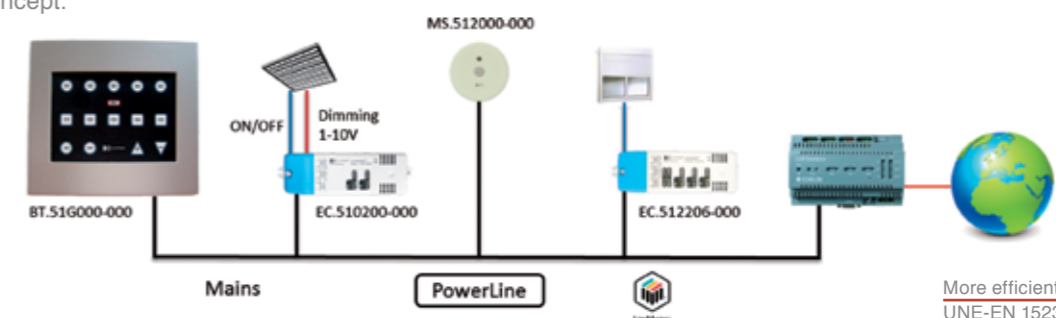 ncept.
MS.512000-000
ON/OFF
Dimming
1-10V
BT.51G000-000
EC.510200-000
EC.512206-000
Mains
PowerLine
More efficient
UNE-EN 1523